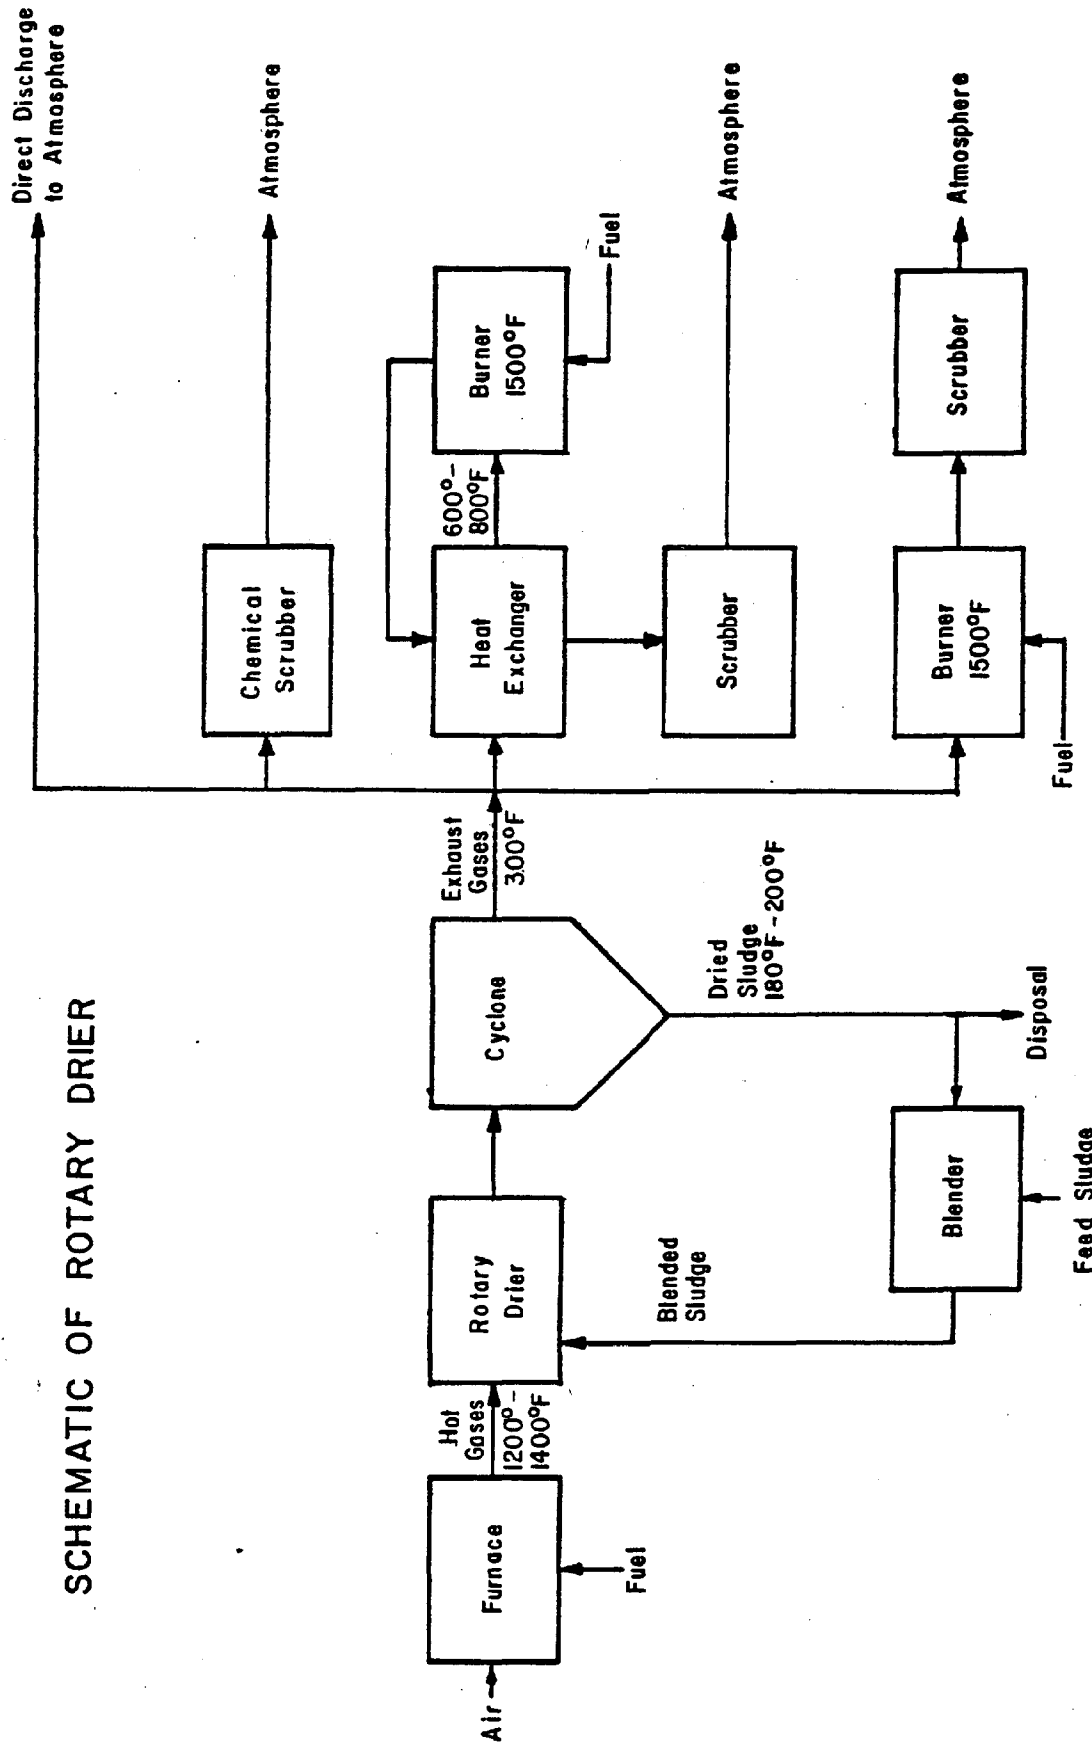 SCHEMATIC OF ROTARY DRIER
Direct Discharge
to Atmosphere
Chemical
Scrubber
Atmosphere
Air
Furnace
Fuel
Hot
Gases
1200°-
1400°F
Rotary
Drier
Cyclone
Exhaust
Gases
300°F
Heat
Exchanger
600°-
800°F
Burner
1500°F
Fuel
Scrubber
Atmosphere
Blended
Sludge
Dried
Sludge
180°F-200°F
Blender
Feed Sludge
Disposal
Burner
1500°F
Fuel
Scrubber
Atmosphere